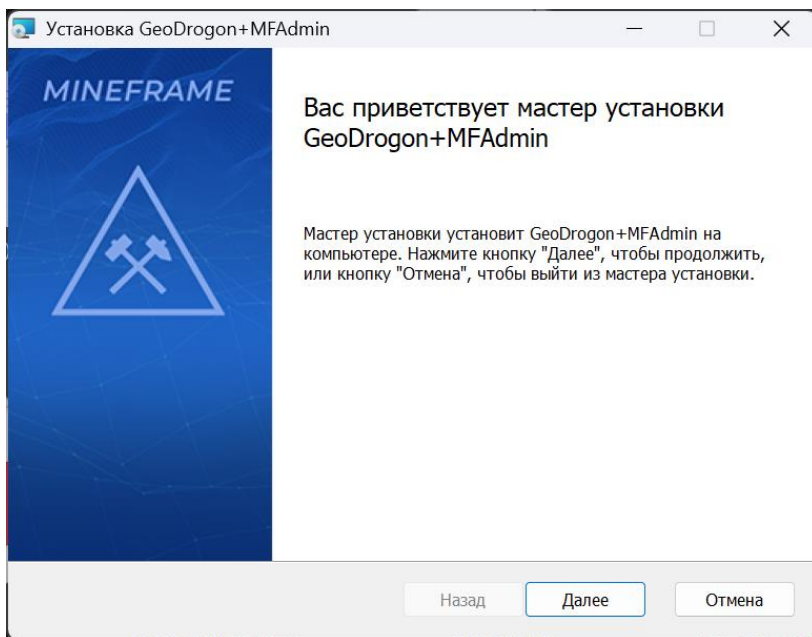 Установка GeoDrogon+MFAdmin
MINEFRAME
Вас приветствует мастер установки
GeoDrogon+MFAdmin
Мастер установки установит GeoDrogon+MFAdmin на
компьютере. Нажмите кнопку "Далее", чтобы продолжить,
или кнопку "Отмена", чтобы выйти из мастера установки.
Назад
Далее
Отмена